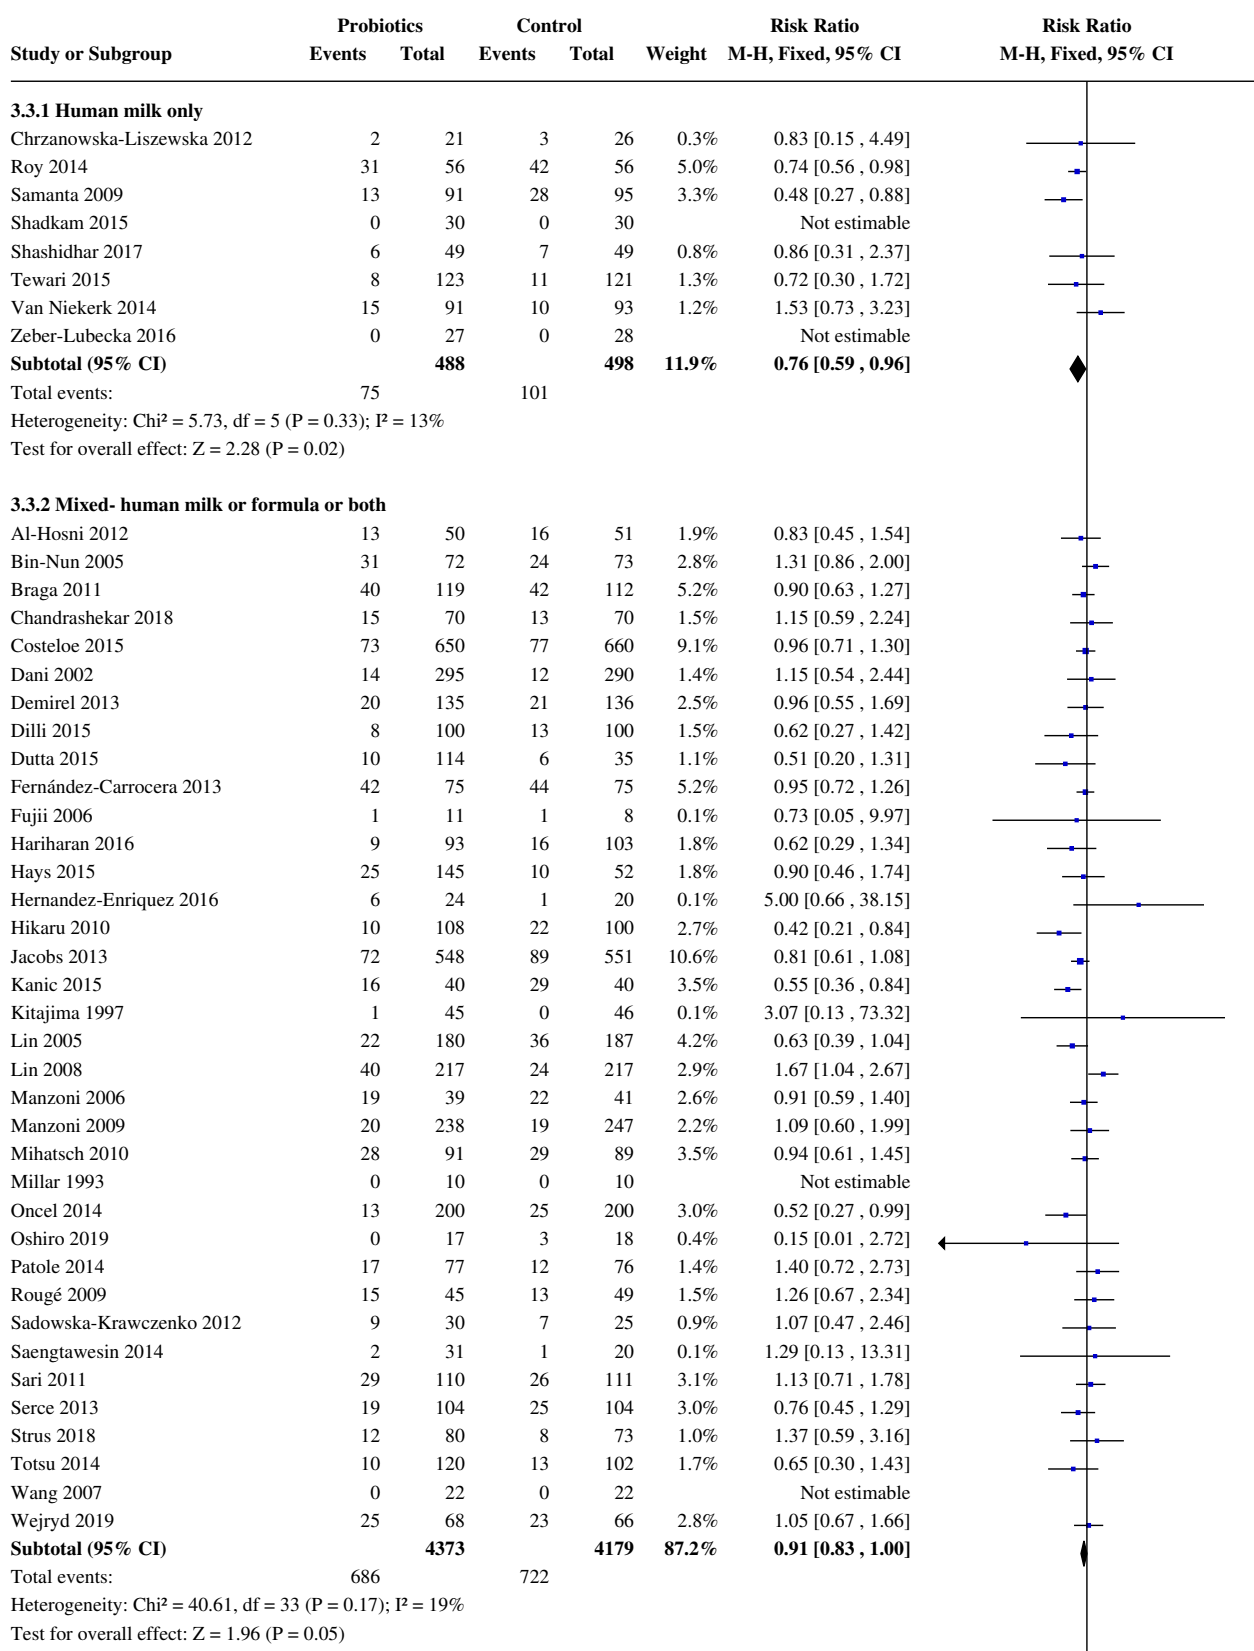 Probiotics Control Risk Ratio Risk Ratio
Study or Subgroup Events Total Events Total Weight M-H, Fixed, 95% CI M-H, Fixed, 95% CI
3.3.1 Human milk only
Chrzanowska-Liszewska 2012 2 21 3 26 0.3% 0.83 [0.15 , 4.49]
Roy 2014 31 56 42 56 5.0% 0.74 [0.56 , 0.98]
Samanta 2009 13 91 28 95 3.3% 0.48 [0.27 , 0.88]
Shadkam 2015 0 30 0 30 Not estimable
Shashidhar 2017 6 49 7 49 0.8% 0.86 [0.31 , 2.37]
Tewari 2015 8 123 11 121 1.3% 0.72 [0.30 , 1.72]
Van Niekerk 2014 15 91 10 93 1.2% 1.53 [0.73 , 3.23]
Zeber-Lubecka 2016 0 27 0 28 Not estimable
Subtotal (95% CI) 488 498 11.9% 0.76 [0.59 , 0.96]
Total events: 75 101
Heterogeneity: Chi² = 5.73, df = 5 (P = 0.33); I² = 13%
Test for overall effect: Z = 2.28 (P = 0.02)
3.3.2 Mixed- human milk or formula or both
Al-Hosni 2012 13 50 16 51 1.9% 0.83 [0.45 , 1.54]
Bin-Nun 2005 31 72 24 73 2.8% 1.31 [0.86 , 2.00]
Braga 2011 40 119 42 112 5.2% 0.90 [0.63 , 1.27]
Chandrashekar 2018 15 70 13 70 1.5% 1.15 [0.59 , 2.24]
Costeloe 2015 73 650 77 660 9.1% 0.96 [0.71 , 1.30]
Dani 2002 14 295 12 290 1.4% 1.15 [0.54 , 2.44]
Demirel 2013 20 135 21 136 2.5% 0.96 [0.55 , 1.69]
Dilli 2015 8 100 13 100 1.5% 0.62 [0.27 , 1.42]
Dutta 2015 10 114 6 35 1.1% 0.51 [0.20 , 1.31]
Fernández-Carrocera 2013 42 75 44 75 5.2% 0.95 [0.72 , 1.26]
Fujii 2006 1 11 1 8 0.1% 0.73 [0.05 , 9.97]
Hariharan 2016 9 93 16 103 1.8% 0.62 [0.29 , 1.34]
Hays 2015 25 145 10 52 1.8% 0.90 [0.46 , 1.74]
Hernandez-Enriquez 2016 6 24 1 20 0.1% 5.00 [0.66 , 38.15]
Hikaru 2010 10 108 22 100 2.7% 0.42 [0.21 , 0.84]
Jacobs 2013 72 548 89 551 10.6% 0.81 [0.61 , 1.08]
Kanic 2015 16 40 29 40 3.5% 0.55 [0.36 , 0.84]
Kitajima 1997 1 45 0 46 0.1% 3.07 [0.13 , 73.32]
Lin 2005 22 180 36 187 4.2% 0.63 [0.39 , 1.04]
Lin 2008 40 217 24 217 2.9% 1.67 [1.04 , 2.67]
Manzoni 2006 19 39 22 41 2.6% 0.91 [0.59 , 1.40]
Manzoni 2009 20 238 19 247 2.2% 1.09 [0.60 , 1.99]
Mihatsch 2010 28 91 29 89 3.5% 0.94 [0.61 , 1.45]
Millar 1993 0 10 0 10 Not estimable
Oncel 2014 13 200 25 200 3.0% 0.52 [0.27 , 0.99]
Oshiro 2019 0 17 3 18 0.4% 0.15 [0.01 , 2.72]
Patole 2014 17 77 12 76 1.4% 1.40 [0.72 , 2.73]
Rougé 2009 15 45 13 49 1.5% 1.26 [0.67 , 2.34]
Sadowska-Krawczenko 2012 9 30 7 25 0.9% 1.07 [0.47 , 2.46]
Saengtawesin 2014 2 31 1 20 0.1% 1.29 [0.13 , 13.31]
Sari 2011 29 110 26 111 3.1% 1.13 [0.71 , 1.78]
Serce 2013 19 104 25 104 3.0% 0.76 [0.45 , 1.29]
Strus 2018 12 80 8 73 1.0% 1.37 [0.59 , 3.16]
Totsu 2014 10 120 13 102 1.7% 0.65 [0.30 , 1.43]
Wang 2007 0 22 0 22 Not estimable
Wejryd 2019 25 68 23 66 2.8% 1.05 [0.67 , 1.66]
Subtotal (95% CI) 4373 4179 87.2% 0.91 [0.83 , 1.00]
Total events: 686 722
Heterogeneity: Chi² = 40.61, df = 33 (P = 0.17); I² = 19%
Test for overall effect: Z = 1.96 (P = 0.05)